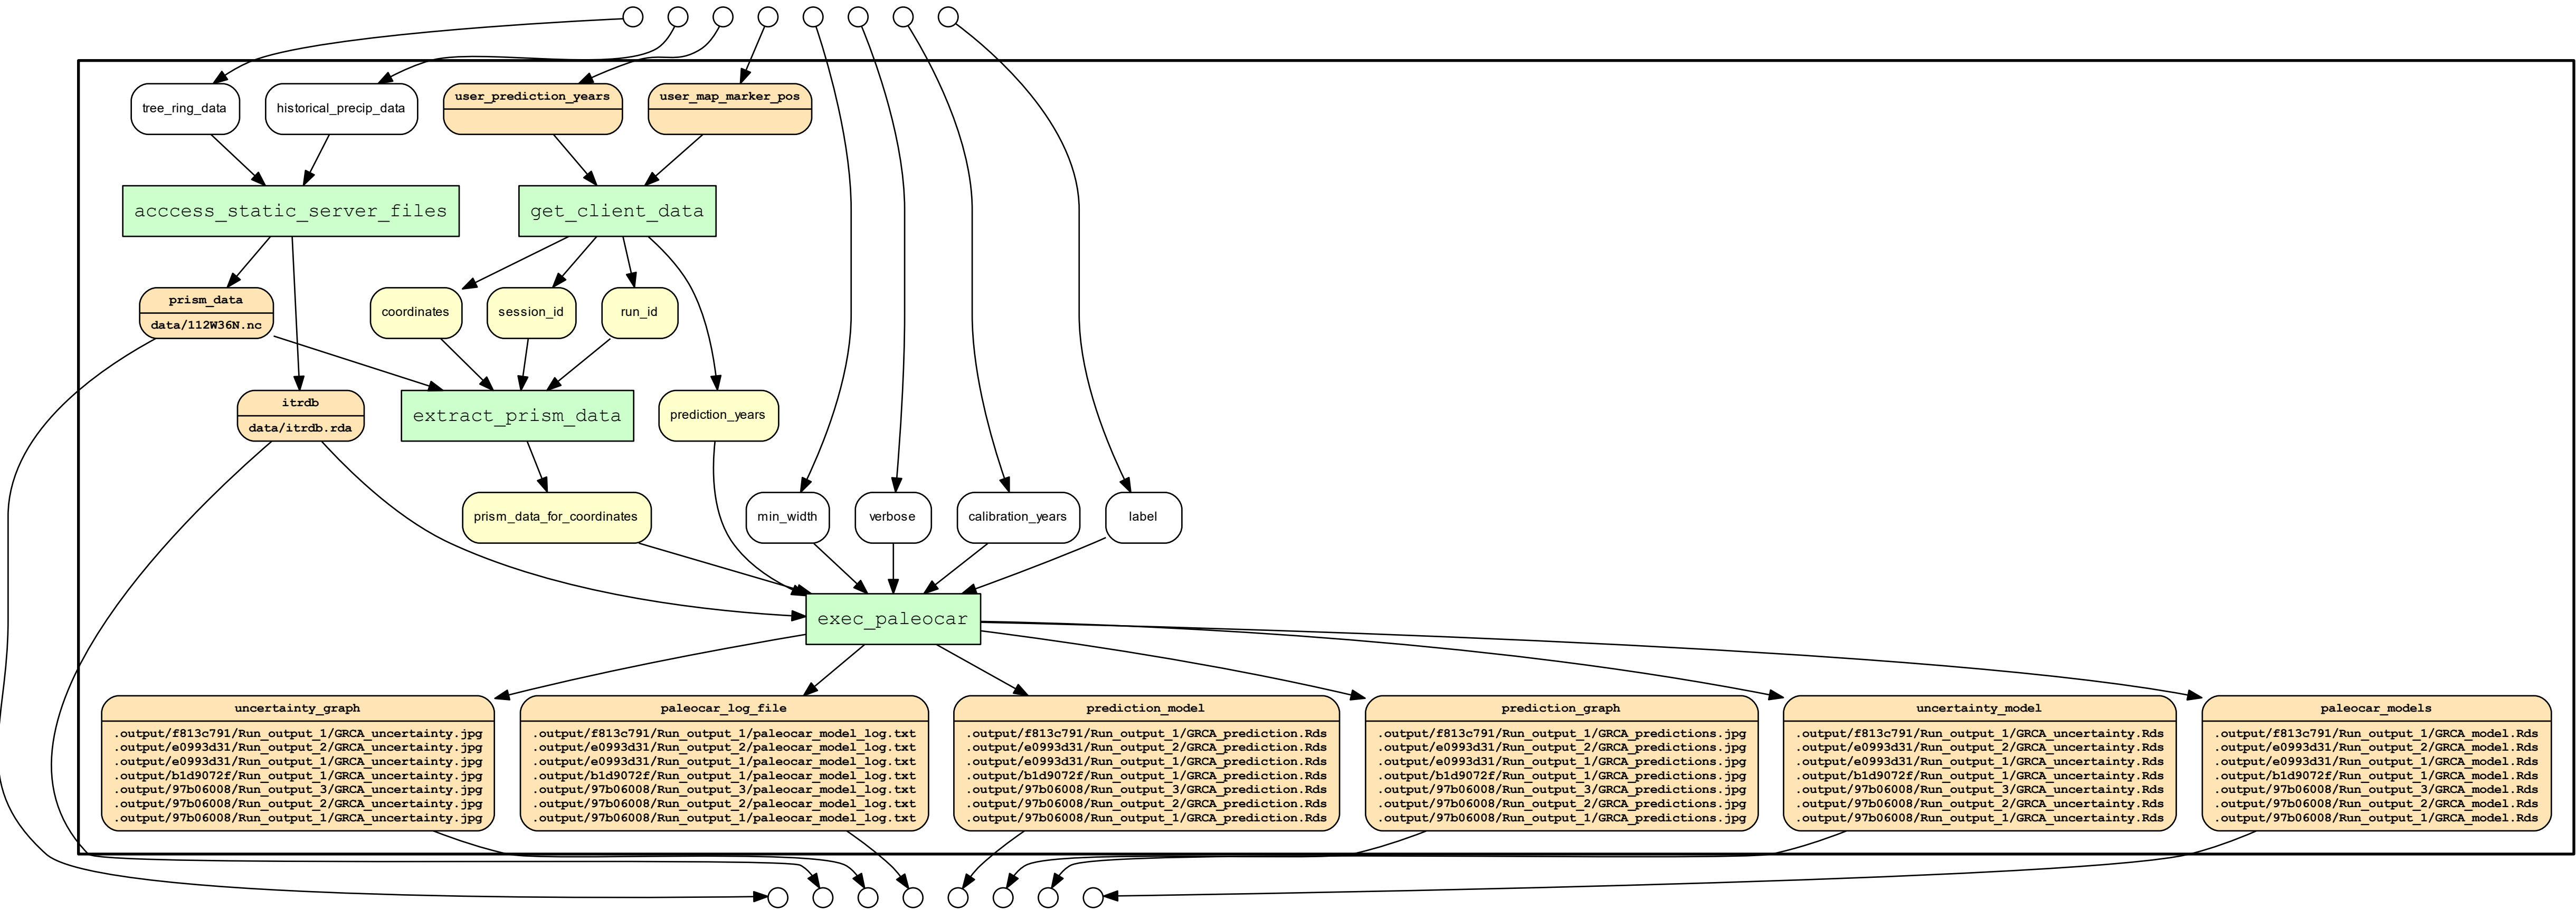 tree_ring_data
historical_precip_data
user_prediction_years
user_map_marker_pos
acccess_static_server_files
get_client_data
prism_data
data/112W36N.nc
coordinates
session_id
run_id
itrdb
data/itrdb.rda
extract_prism_data
prediction_years
prism_data_for_coordinates
min_width
verbose
calibration_years
label
exec_paleocar
uncertainty_graph
.output/f813c791/Run_output_1/GRCA_uncertainty.jpg
.output/e0993d31/Run_output_2/GRCA_uncertainty.jpg
.output/e0993d31/Run_output_1/GRCA_uncertainty.jpg
.output/b1d9072f/Run_output_1/GRCA_uncertainty.jpg
.output/97b06008/Run_output_3/GRCA_uncertainty.jpg
.output/97b06008/Run_output_2/GRCA_uncertainty.jpg
.output/97b06008/Run_output_1/GRCA_uncertainty.jpg
paleocar_log_file
.output/f813c791/Run_output_1/paleocar_model_log.txt
.output/e0993d31/Run_output_2/paleocar_model_log.txt
.output/e0993d31/Run_output_1/paleocar_model_log.txt
.output/b1d9072f/Run_output_1/paleocar_model_log.txt
.output/97b06008/Run_output_3/paleocar_model_log.txt
.output/97b06008/Run_output_2/paleocar_model_log.txt
.output/97b06008/Run_output_1/paleocar_model_log.txt
prediction_model
.output/f813c791/Run_output_1/GRCA_prediction.Rds
.output/e0993d31/Run_output_2/GRCA_prediction.Rds
.output/e0993d31/Run_output_1/GRCA_prediction.Rds
.output/b1d9072f/Run_output_1/GRCA_prediction.Rds
.output/97b06008/Run_output_3/GRCA_prediction.Rds
.output/97b06008/Run_output_2/GRCA_prediction.Rds
.output/97b06008/Run_output_1/GRCA_prediction.Rds
prediction_graph
.output/f813c791/Run_output_1/GRCA_predictions.jpg
.output/e0993d31/Run_output_2/GRCA_predictions.jpg
.output/e0993d31/Run_output_1/GRCA_predictions.jpg
.output/b1d9072f/Run_output_1/GRCA_predictions.jpg
.output/97b06008/Run_output_3/GRCA_predictions.jpg
.output/97b06008/Run_output_2/GRCA_predictions.jpg
.output/97b06008/Run_output_1/GRCA_predictions.jpg
uncertainty_model
.output/f813c791/Run_output_1/GRCA_uncertainty.Rds
.output/e0993d31/Run_output_2/GRCA_uncertainty.Rds
.output/e0993d31/Run_output_1/GRCA_uncertainty.Rds
.output/b1d9072f/Run_output_1/GRCA_uncertainty.Rds
.output/97b06008/Run_output_3/GRCA_uncertainty.Rds
.output/97b06008/Run_output_2/GRCA_uncertainty.Rds
.output/97b06008/Run_output_1/GRCA_uncertainty.Rds
paleocar_models
.output/f813c791/Run_output_1/GRCA_model.Rds
.output/e0993d31/Run_output_2/GRCA_model.Rds
.output/e0993d31/Run_output_1/GRCA_model.Rds
.output/b1d9072f/Run_output_1/GRCA_model.Rds
.output/97b06008/Run_output_3/GRCA_model.Rds
.output/97b06008/Run_output_2/GRCA_model.Rds
.output/97b06008/Run_output_1/GRCA_model.Rds